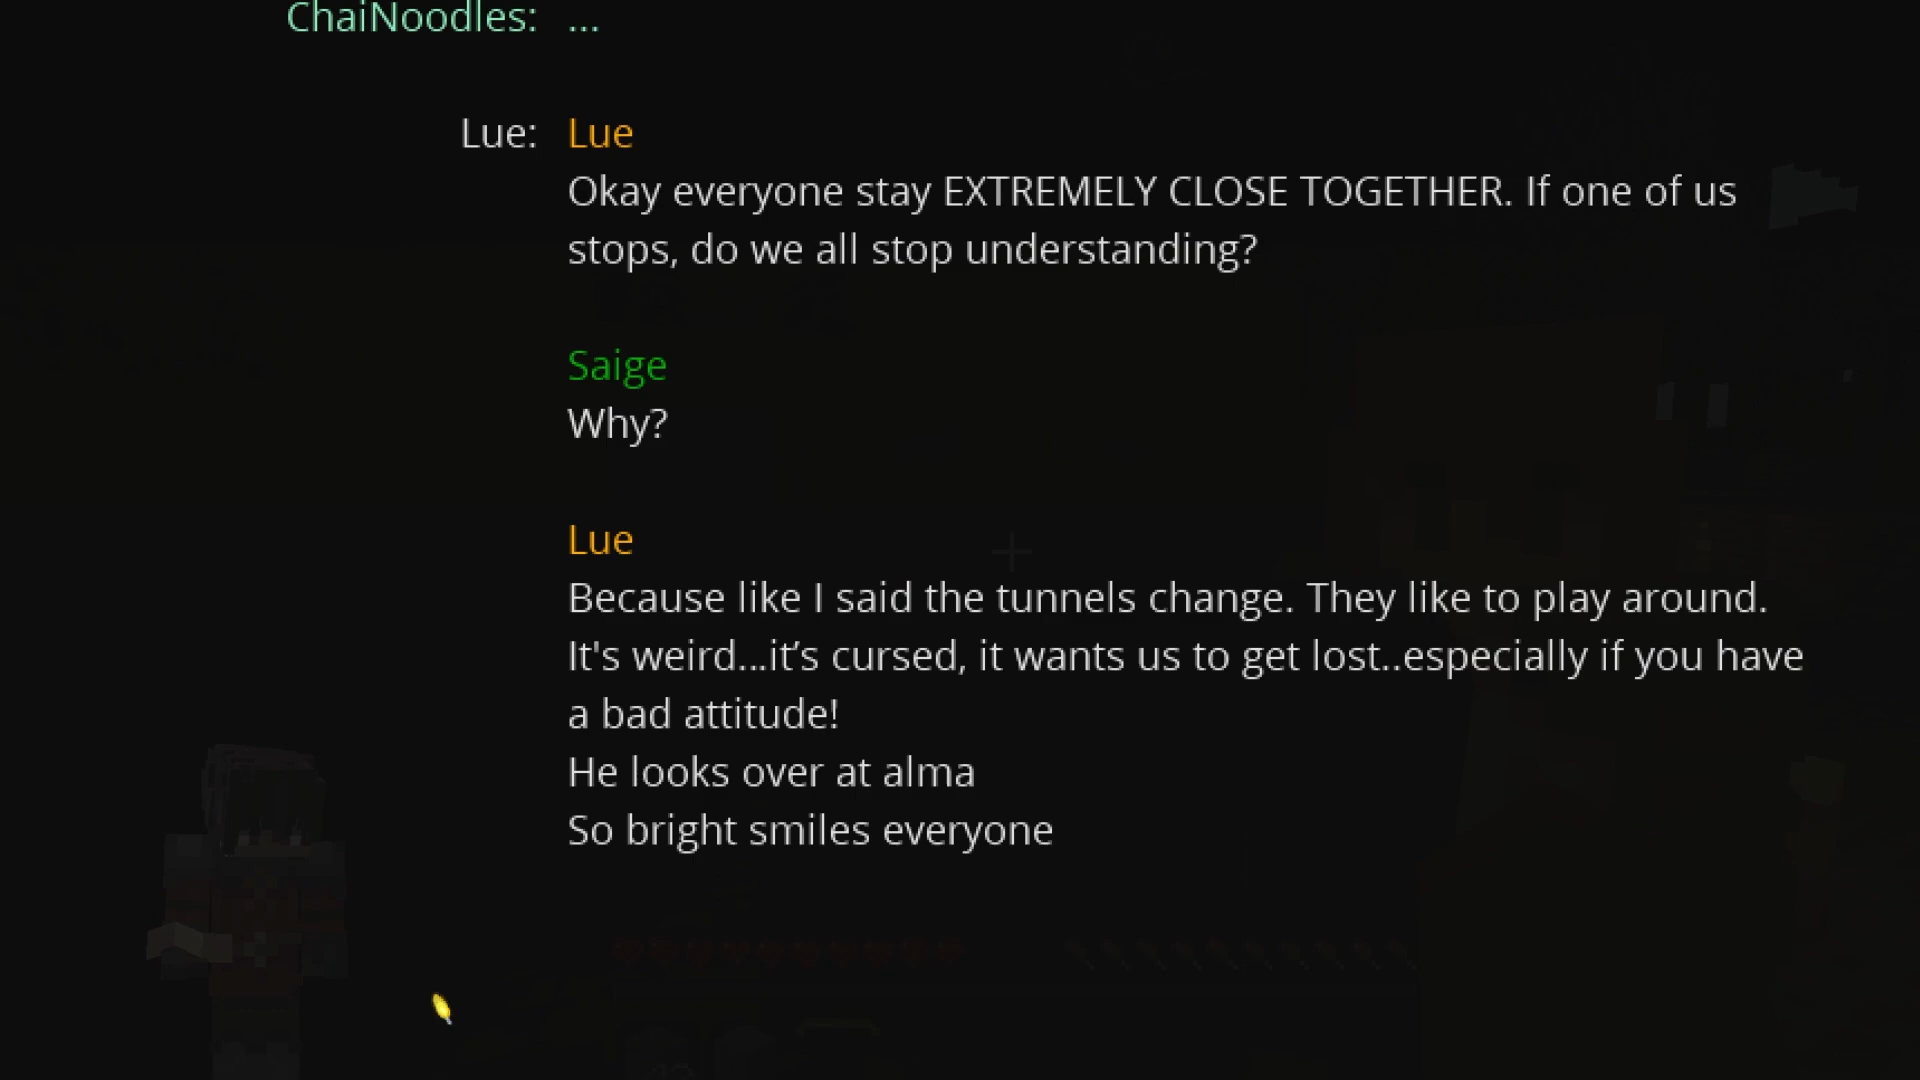 ChaiNoodles: ...
Lue: Lue
Okay everyone stay EXTREMELY CLOSE TOGETHER. If one of us
stops, do we all stop understanding?
Saige
Why?
Lue
Because like I said the tunnels change. They like to play around.
It's weird...it’s cursed, it wants us to get lost..especially if you have
a bad attitude!
He looks over at alma
So bright smiles everyone